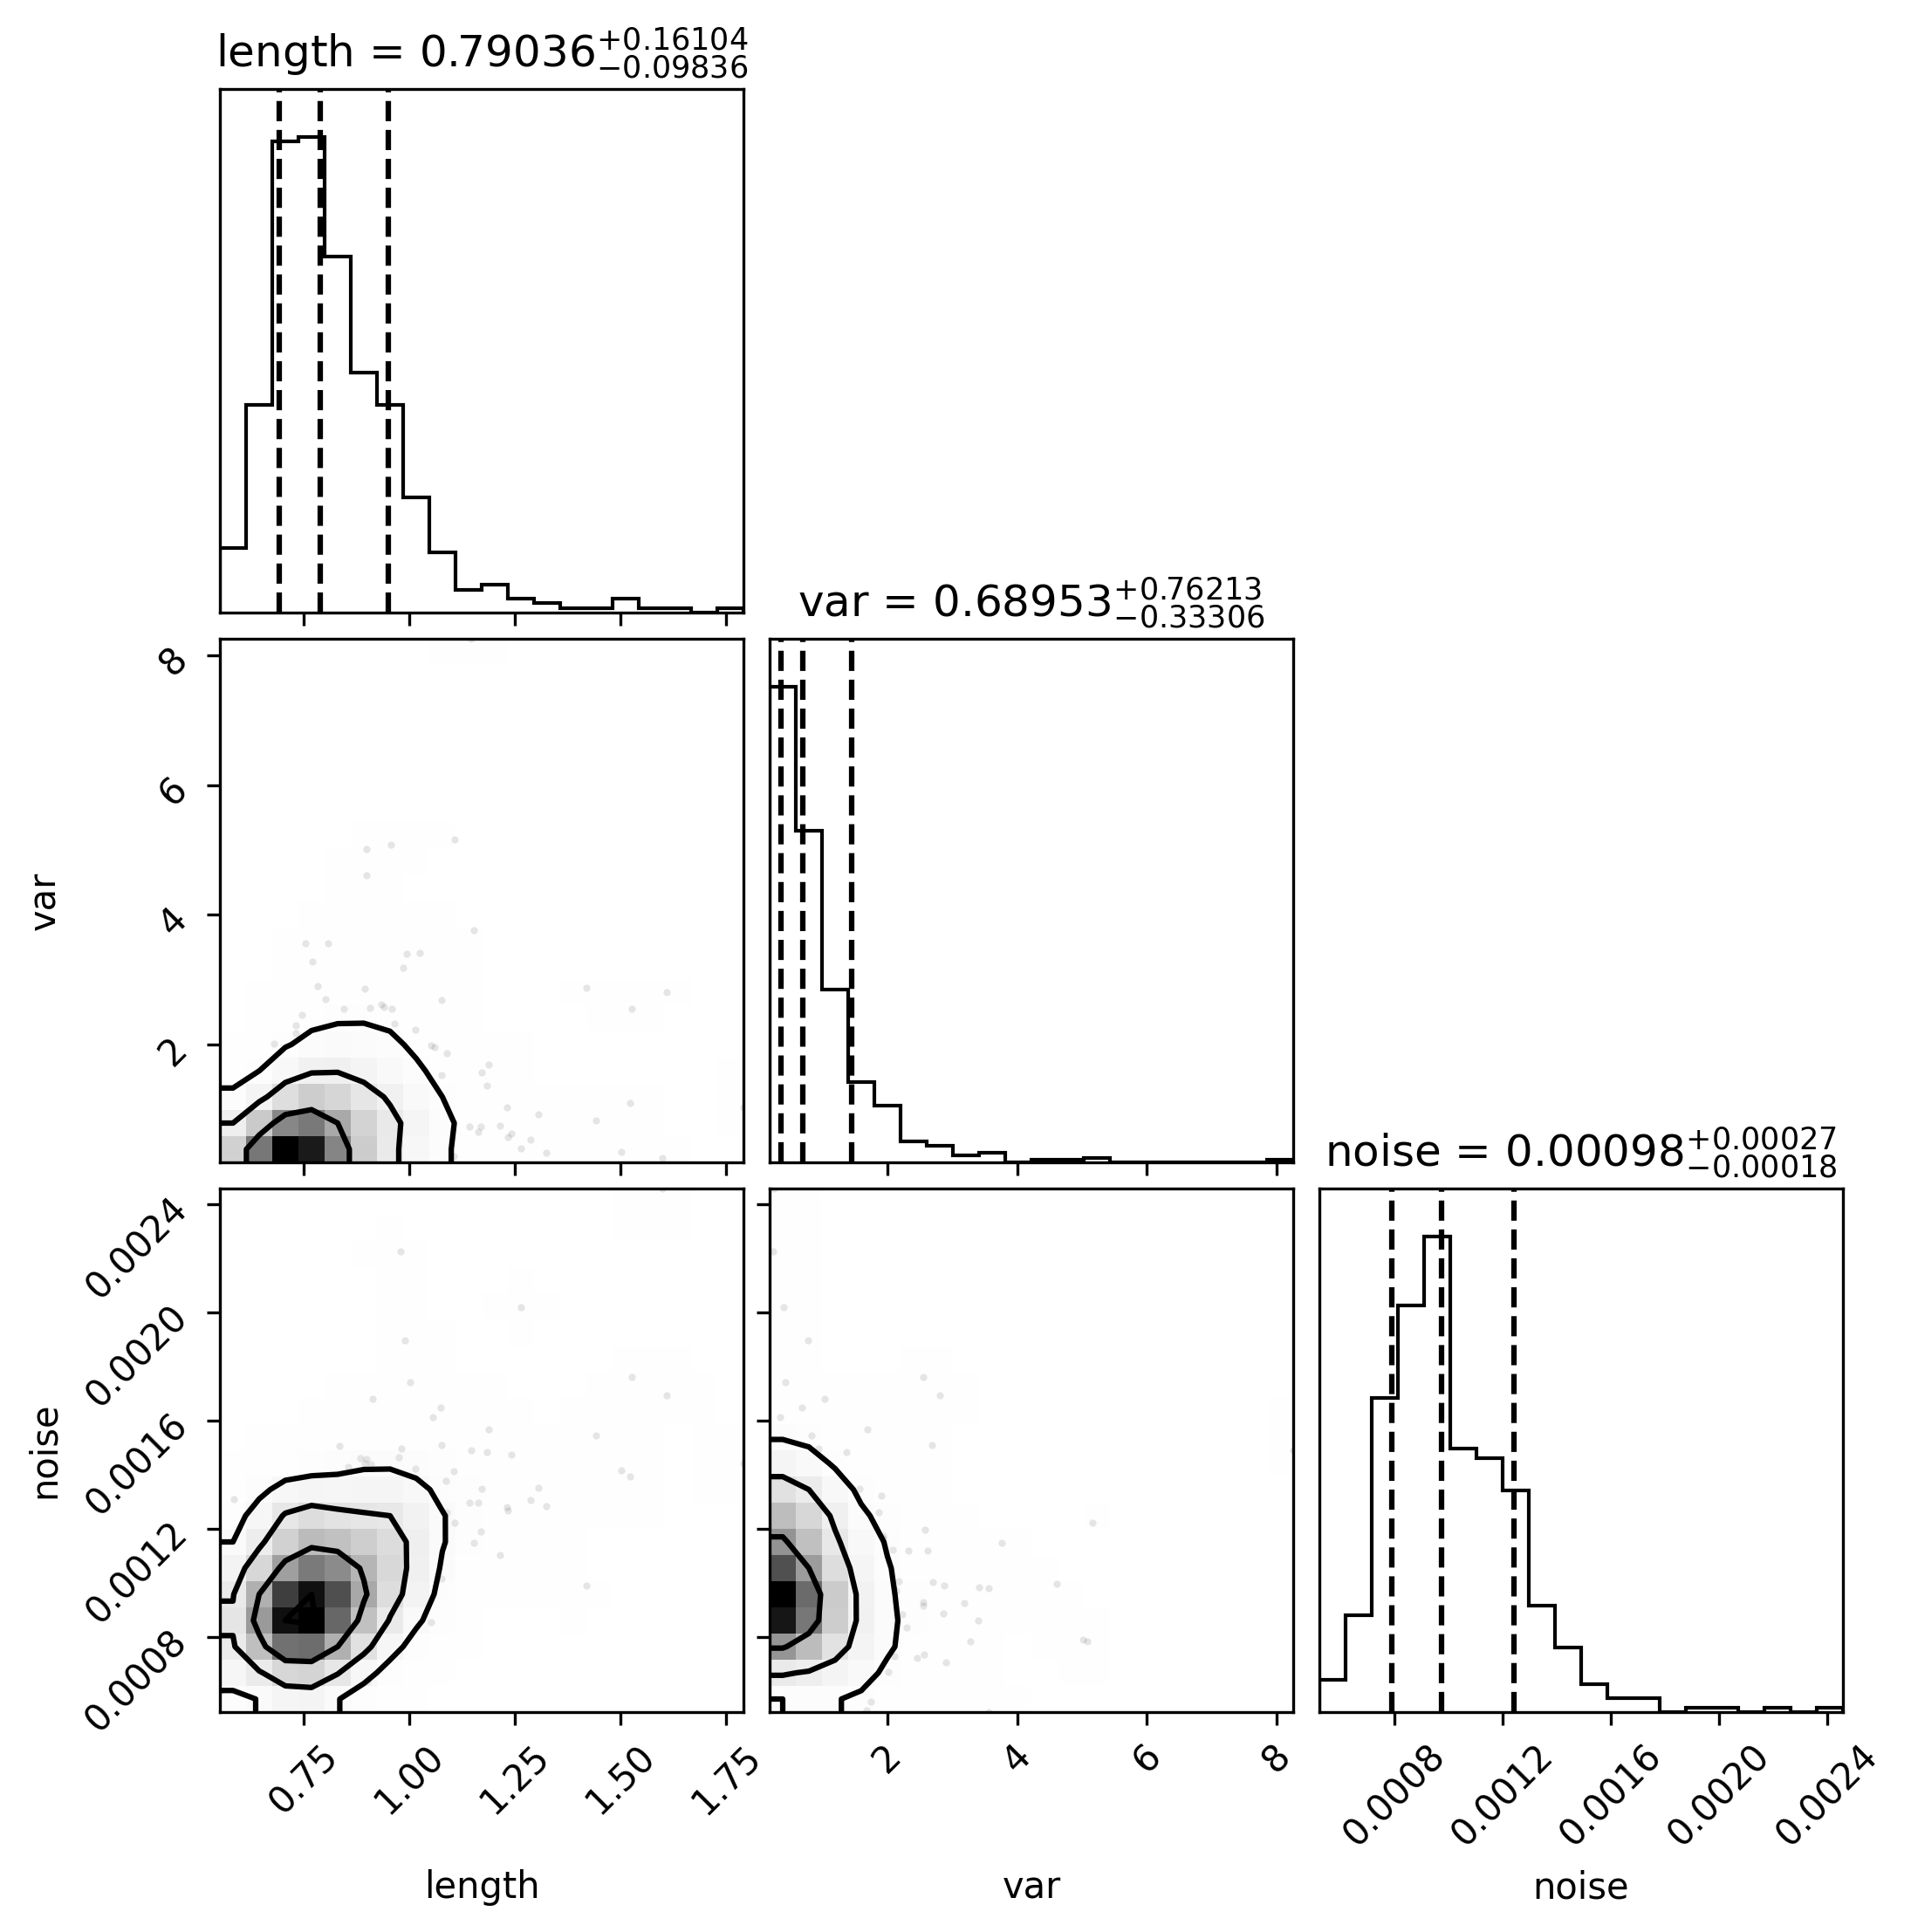 length = 0.79036+0.16104−0.09836
var = 0.68953+0.76213−0.33306
8
6
4
2
var
noise = 0.00098+0.00027−0.00018
0.0024
0.0020
0.0016
0.0012
0.0008
noise
0.75 1.00 1.25 1.50 1.75
2 4 6 8
0.0008 0.0012 0.0016 0.0020 0.0024
length var noise